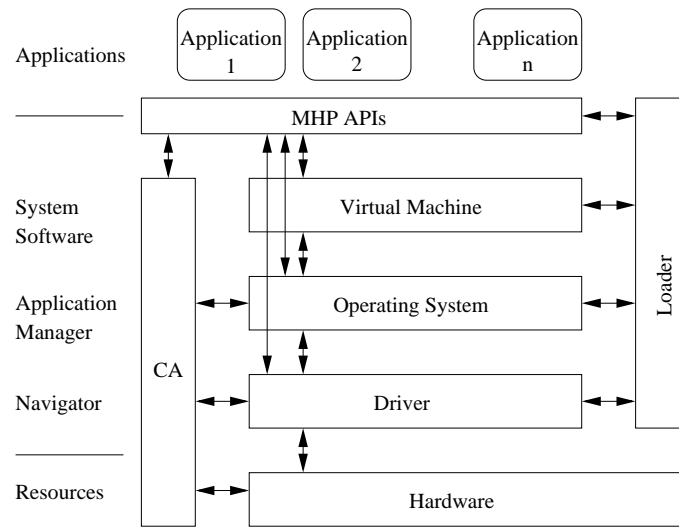 Applications
Application
1
Application
2
Application
n
MHP APIs
System
Software
Virtual Machine
Application
Manager
Operating System
Loader
CA
Navigator
Driver
Resources
Hardware